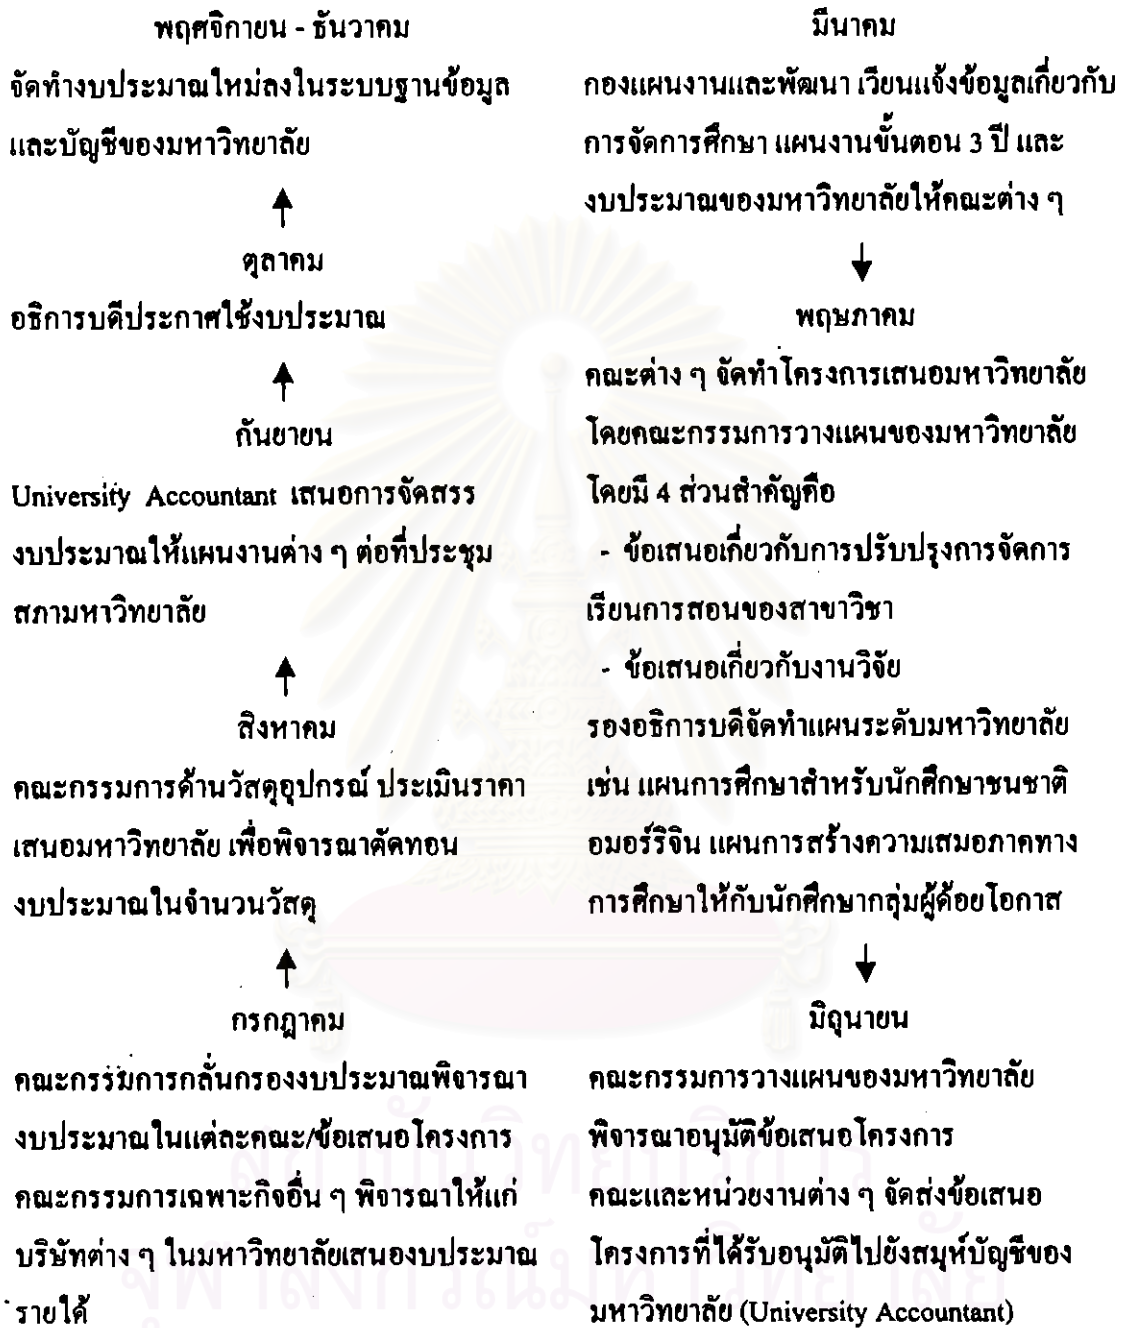 พฤศจิกายน - ธันวาคม
จัดทำงบประมาณใหม่ลงในระบบฐานข้อมูล
และบัญชีของมหาวิทยาลัย
ตุลาคม
อธิการบดีประกาศใช้งบประมาณ
กันยายน
University Accountant เสนอการจัดสรร
งบประมาณให้แผนงานต่าง ๆ ต่อที่ประชุม
สภามหาวิทยาลัย
สิงหาคม
คณะกรรมการด้านวัสดุอุปกรณ์ ประเมินราคา
เสนอมหาวิทยาลัย เพื่อพิจารณาตัดทอน
งบประมาณในจำนวนวัสดุ
กรกฎาคม
คณะกรรมการกลั่นกรองงบประมาณพิจารณา
งบประมาณในแต่ละคณะ/ข้อเสนอโครงการ
คณะกรรมการเฉพาะกิจอื่น ๆ พิจารณาให้แก่
บริษัทต่าง ๆ ในมหาวิทยาลัยเสนองบประมาณ
รายได้
มีนาคม
กองแผนงานและพัฒนา เวียนแจ้งข้อมูลเกี่ยวกับ
การจัดการศึกษา แผนงานขั้นตอน 3 ปี และ
งบประมาณของมหาวิทยาลัยให้คณะต่าง ๆ
พฤษภาคม
คณะต่าง ๆ จัดทำโครงการเสนอมหาวิทยาลัย
โดยคณะกรรมการวางแผนของมหาวิทยาลัย
โดยมี 4 ส่วนสำคัญคือ
- ข้อเสนอเกี่ยวกับการปรับปรุงการจัดการ
เรียนการสอนของสาขาวิชา
- ข้อเสนอเกี่ยวกับงานวิจัย
รองอธิการบดีจัดทำแผนระดับมหาวิทยาลัย
เช่น แผนการศึกษาสำหรับนักศึกษาชนชาติ
อมอร์ริจิน แผนการสร้างความเสมอภาคทาง
การศึกษาให้กับนักศึกษากลุ่มผู้ด้อยโอกาส
มิถุนายน
คณะกรรมการวางแผนของมหาวิทยาลัย
พิจารณาอนุมัติข้อเสนอโครงการ
คณะและหน่วยงานต่าง ๆ จัดส่งข้อเสนอ
โครงการที่ได้รับอนุมัติไปยังสมุห์บัญชีของ
มหาวิทยาลัย (University Accountant)
สถาบันวิทยบริการ
จุฬาลงกรณ์มหาวิทยาลัย